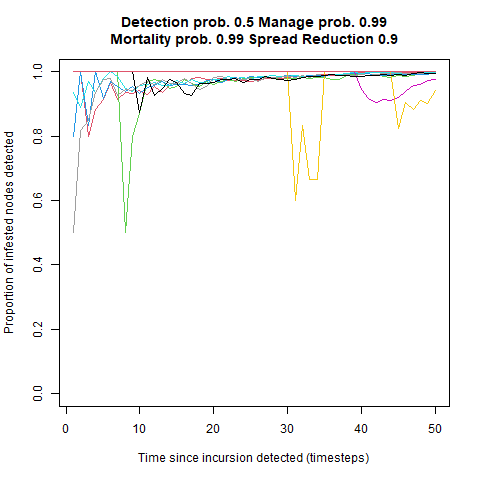 Detection prob. 0.5 Manage prob. 0.99
Mortality prob. 0.99 Spread Reduction 0.9
Proportion of infested nodes detected
1.0
0.8
0.6
0.4
0.2
0.0
0 10 20 30 40 50
Time since incursion detected (timesteps)